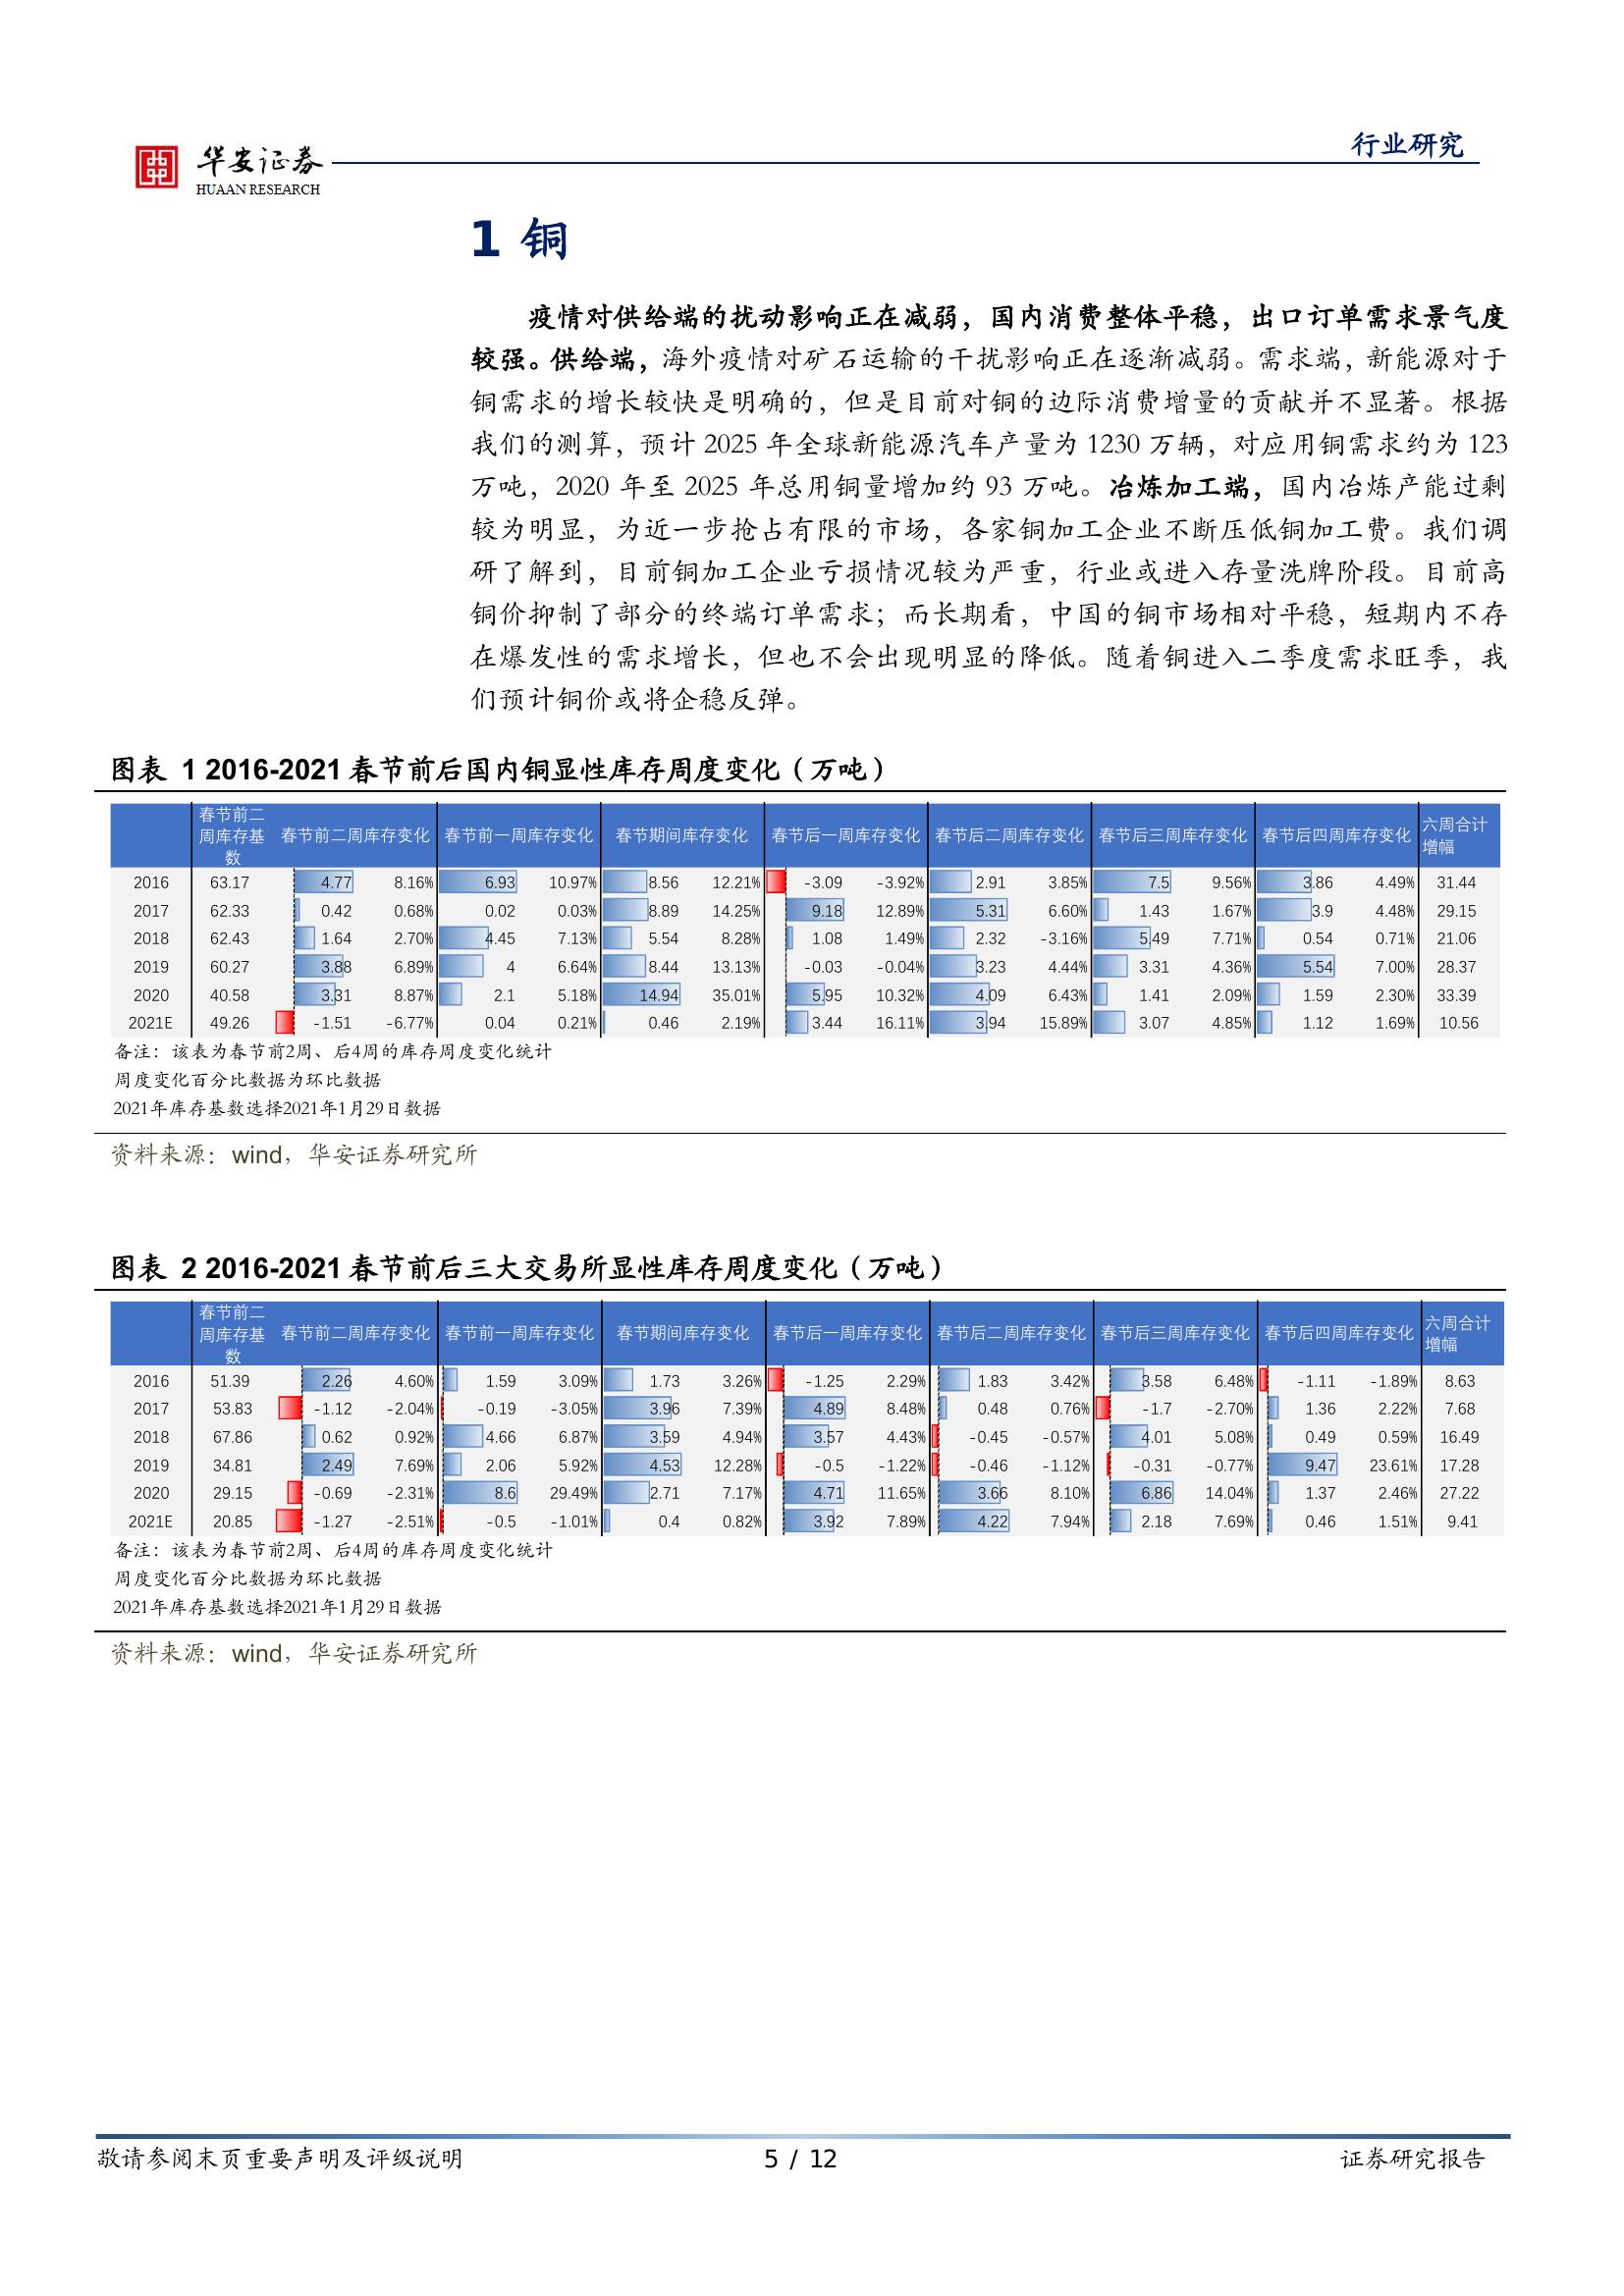 华安证券
HUAAN RESEARCH
行业研究
1 铜
疫情对供给端的扰动影响正在减弱，国内消费整体平稳，出口订单需求景气度
较强。供给端，海外疫情对矿石运输的干扰影响正在逐渐减弱。需求端，新能源对于
铜需求的增长较快是明确的，但是目前对铜的边际消费增量的贡献并不显著。根据
我们的测算，预计 2025 年全球新能源汽车产量为 1230 万辆，对应用铜需求约为 123
万吨，2020 年至 2025 年总用铜量增加约 93 万吨。冶炼加工端，国内冶炼产能过剩
较为明显，为近一步抢占有限的市场，各家铜加工企业不断压低铜加工费。我们调
研了解到，目前铜加工企业亏损情况较为严重，行业或进入存量洗牌阶段。目前高
铜价抑制了部分的终端订单需求；而长期看，中国的铜市场相对平稳，短期内不存
在爆发性的需求增长，但也不会出现明显的降低。随着铜进入二季度需求旺季，我
们预计铜价或将企稳反弹。
图表 1 2016-2021 春节前后国内铜显性库存周度变化（万吨）
春节前二周库存基数 春节前二周库存变化 春节前一周库存变化 春节期间库存变化 春节后一周库存变化 春节后二周库存变化 春节后三周库存变化 春节后四周库存变化 六周合计增幅
2016 63.17 4.77 8.16% 6.93 10.97% 8.56 12.21% -3.09 -3.92% 2.91 3.85% 7.5 9.56% 3.86 4.49% 31.44
2017 62.33 0.42 0.68% 0.02 0.03% 8.89 14.25% 9.18 12.89% 5.31 6.60% 1.43 1.67% 3.9 4.48% 29.15
2018 62.43 1.64 2.70% 4.45 7.13% 5.54 8.28% 1.08 1.49% 2.32 -3.16% 5.49 7.71% 0.54 0.71% 21.06
2019 60.27 3.88 6.89% 4 6.64% 8.44 13.13% -0.03 -0.04% 3.23 4.44% 3.31 4.36% 5.54 7.00% 28.37
2020 40.58 3.31 8.87% 2.1 5.18% 14.94 35.01% 5.95 10.32% 4.09 6.43% 1.41 2.09% 1.59 2.30% 33.39
2021E 49.26 -1.51 -6.77% 0.04 0.21% 0.46 2.19% 3.44 16.11% 3.94 15.89% 3.07 4.85% 1.12 1.69% 10.56
备注：该表为春节前2周、后4周的库存周度变化统计
周度变化百分比数据为环比数据
2021年库存基数选择2021年1月29日数据
资料来源：wind，华安证券研究所
图表 2 2016-2021 春节前后三大交易所显性库存周度变化（万吨）
春节前二周库存基数 春节前二周库存变化 春节前一周库存变化 春节期间库存变化 春节后一周库存变化 春节后二周库存变化 春节后三周库存变化 春节后四周库存变化 六周合计增幅
2016 51.39 2.26 4.60% 1.59 3.09% 1.73 3.26% -1.25 2.29% 1.83 3.42% 3.58 6.48% -1.11 -1.89% 8.63
2017 53.83 -1.12 -2.04% -0.19 -3.05% 3.96 7.39% 4.89 8.48% 0.48 0.76% -1.7 -2.70% 1.36 2.22% 7.68
2018 67.86 0.62 0.92% 4.66 6.87% 3.59 4.94% 3.57 4.43% -0.45 -0.57% 4.01 5.08% 0.49 0.59% 16.49
2019 34.81 2.49 7.69% 2.06 5.92% 4.53 12.28% -0.5 -1.22% -0.46 -1.12% -0.31 -0.77% 9.47 23.61% 17.28
2020 29.15 -0.69 -2.31% 8.6 29.49% 2.71 7.17% 4.71 11.65% 3.66 8.10% 6.86 14.04% 1.37 2.46% 27.22
2021E 20.85 -1.27 -2.51% -0.5 -1.01% 0.4 0.82% 3.92 7.89% 4.22 7.94% 2.18 7.69% 0.46 1.51% 9.41
备注：该表为春节前2周、后4周的库存周度变化统计
周度变化百分比数据为环比数据
2021年库存基数选择2021年1月29日数据
资料来源：wind，华安证券研究所
敬请参阅末页重要声明及评级说明
5 / 12
证券研究报告